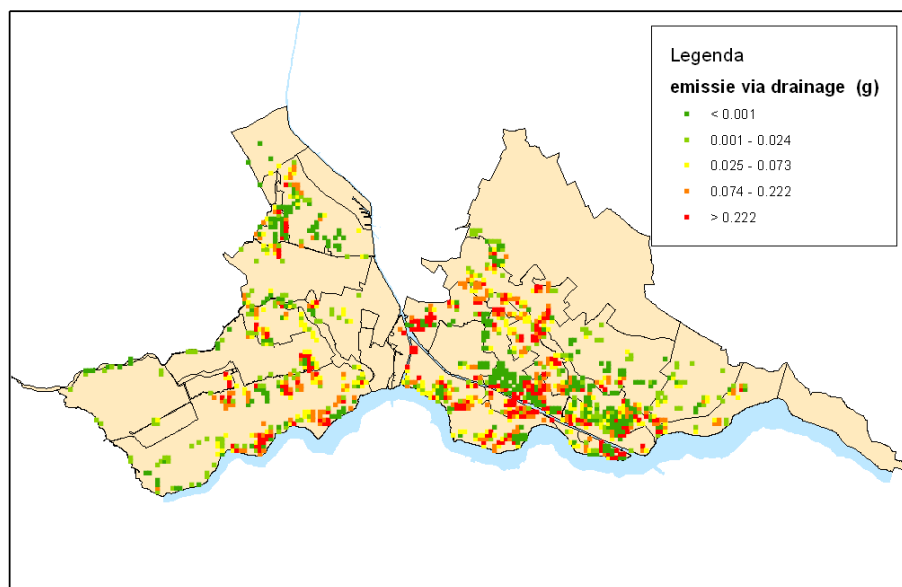 Legenda
emissie via drainage (g)
< 0.001
0.001 - 0.024
0.025 - 0.073
0.074 - 0.222
> 0.222